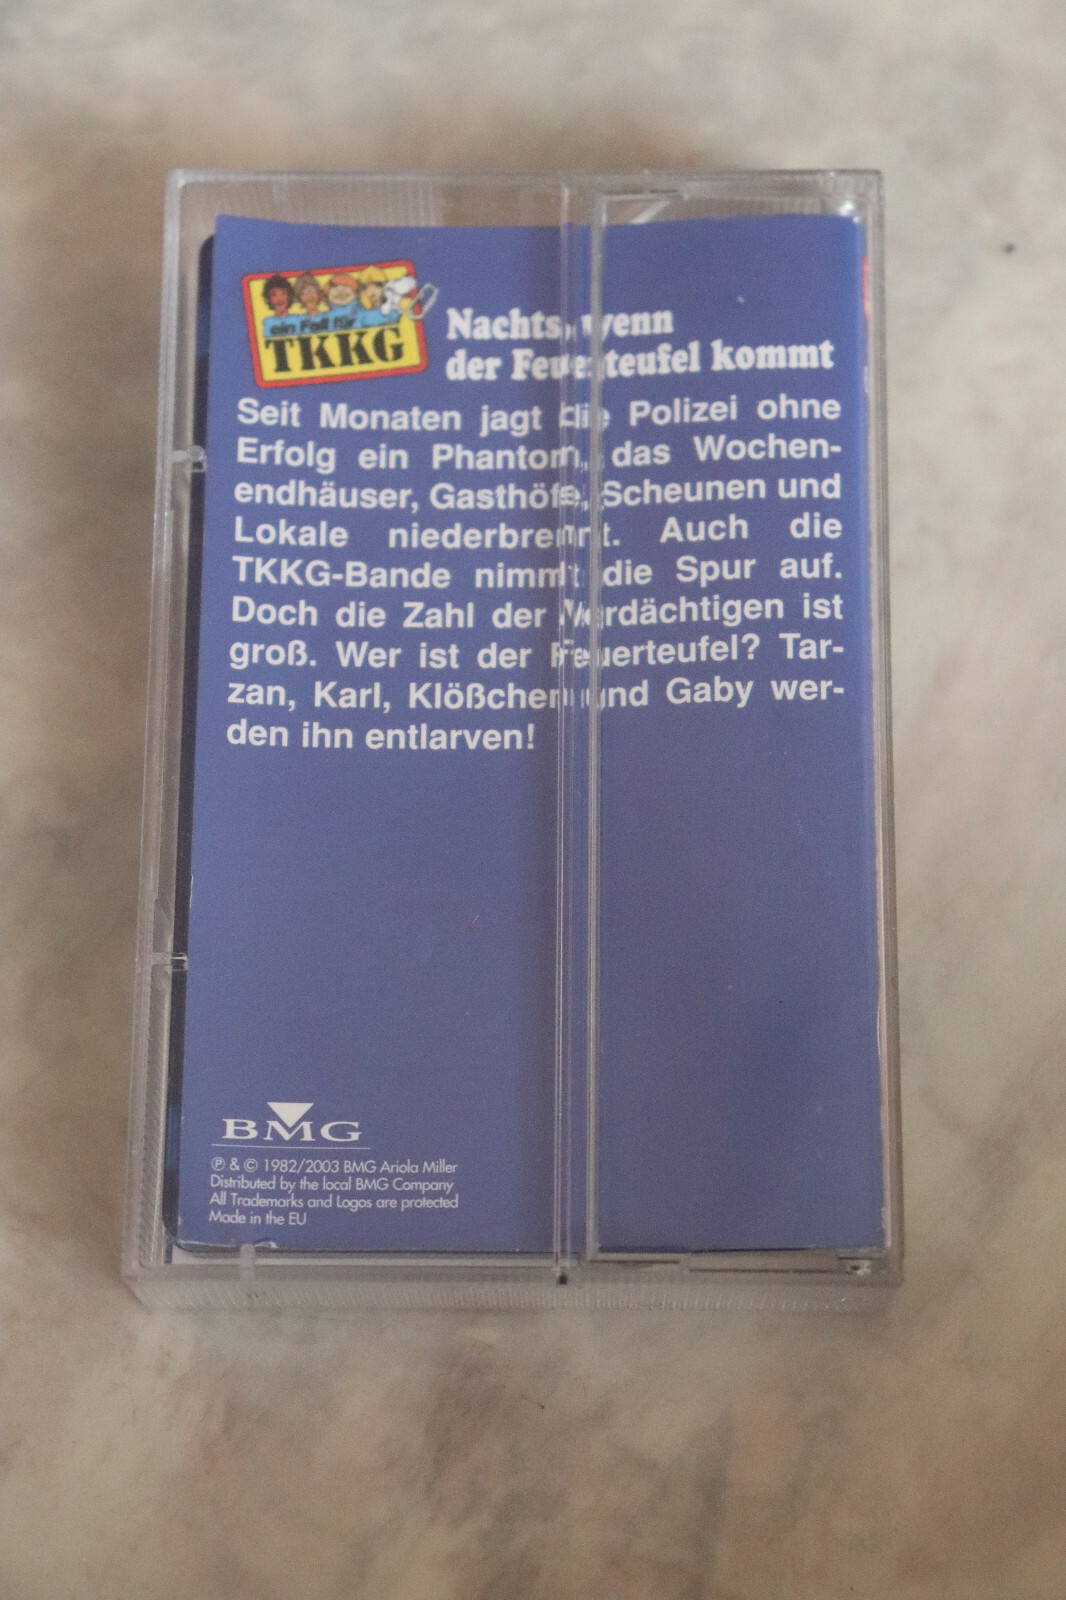 ein Fall für
TKKG
Nachts, wenn
der Feuerteufel kommt
Seit Monaten jagt die Polizei ohne
Erfolg ein Phantom, das Wochen-
endhäuser, Gasthöfe, Scheunen und
Lokale niederbrennt. Auch die
TKKG-Bande nimmt die Spur auf.
Doch die Zahl der Verdächtigen ist
groß. Wer ist der Feuerteufel? Tar-
zan, Karl, Klößchen und Gaby wer-
den ihn entlarven!
BMG
℗ & © 1982/2003 BMG Ariola Miller
Distributed by the local BMG Company
All Trademarks and Logos are protected
Made in the EU